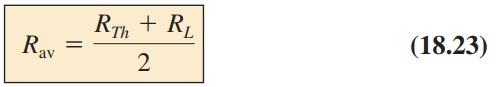 R_av = (R_Th + R_L) / 2 (18.23)